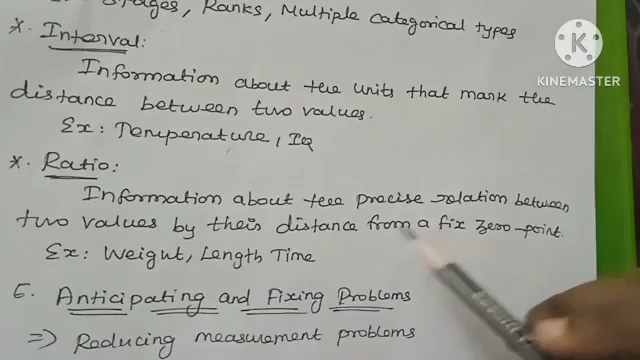 Stages, Ranks, Multiple categorical types
*. Interval:
Information about the units that mark the
distance between two values.
Ex: Temperature, IQ
*. Ratio:
Information about the precise relation between
two values by their distance from a fix zero-point.
Ex: Weight, Length Time
6. Anticipating and Fixing Problems
=> Reducing measurement problems
K
KINEMASTER